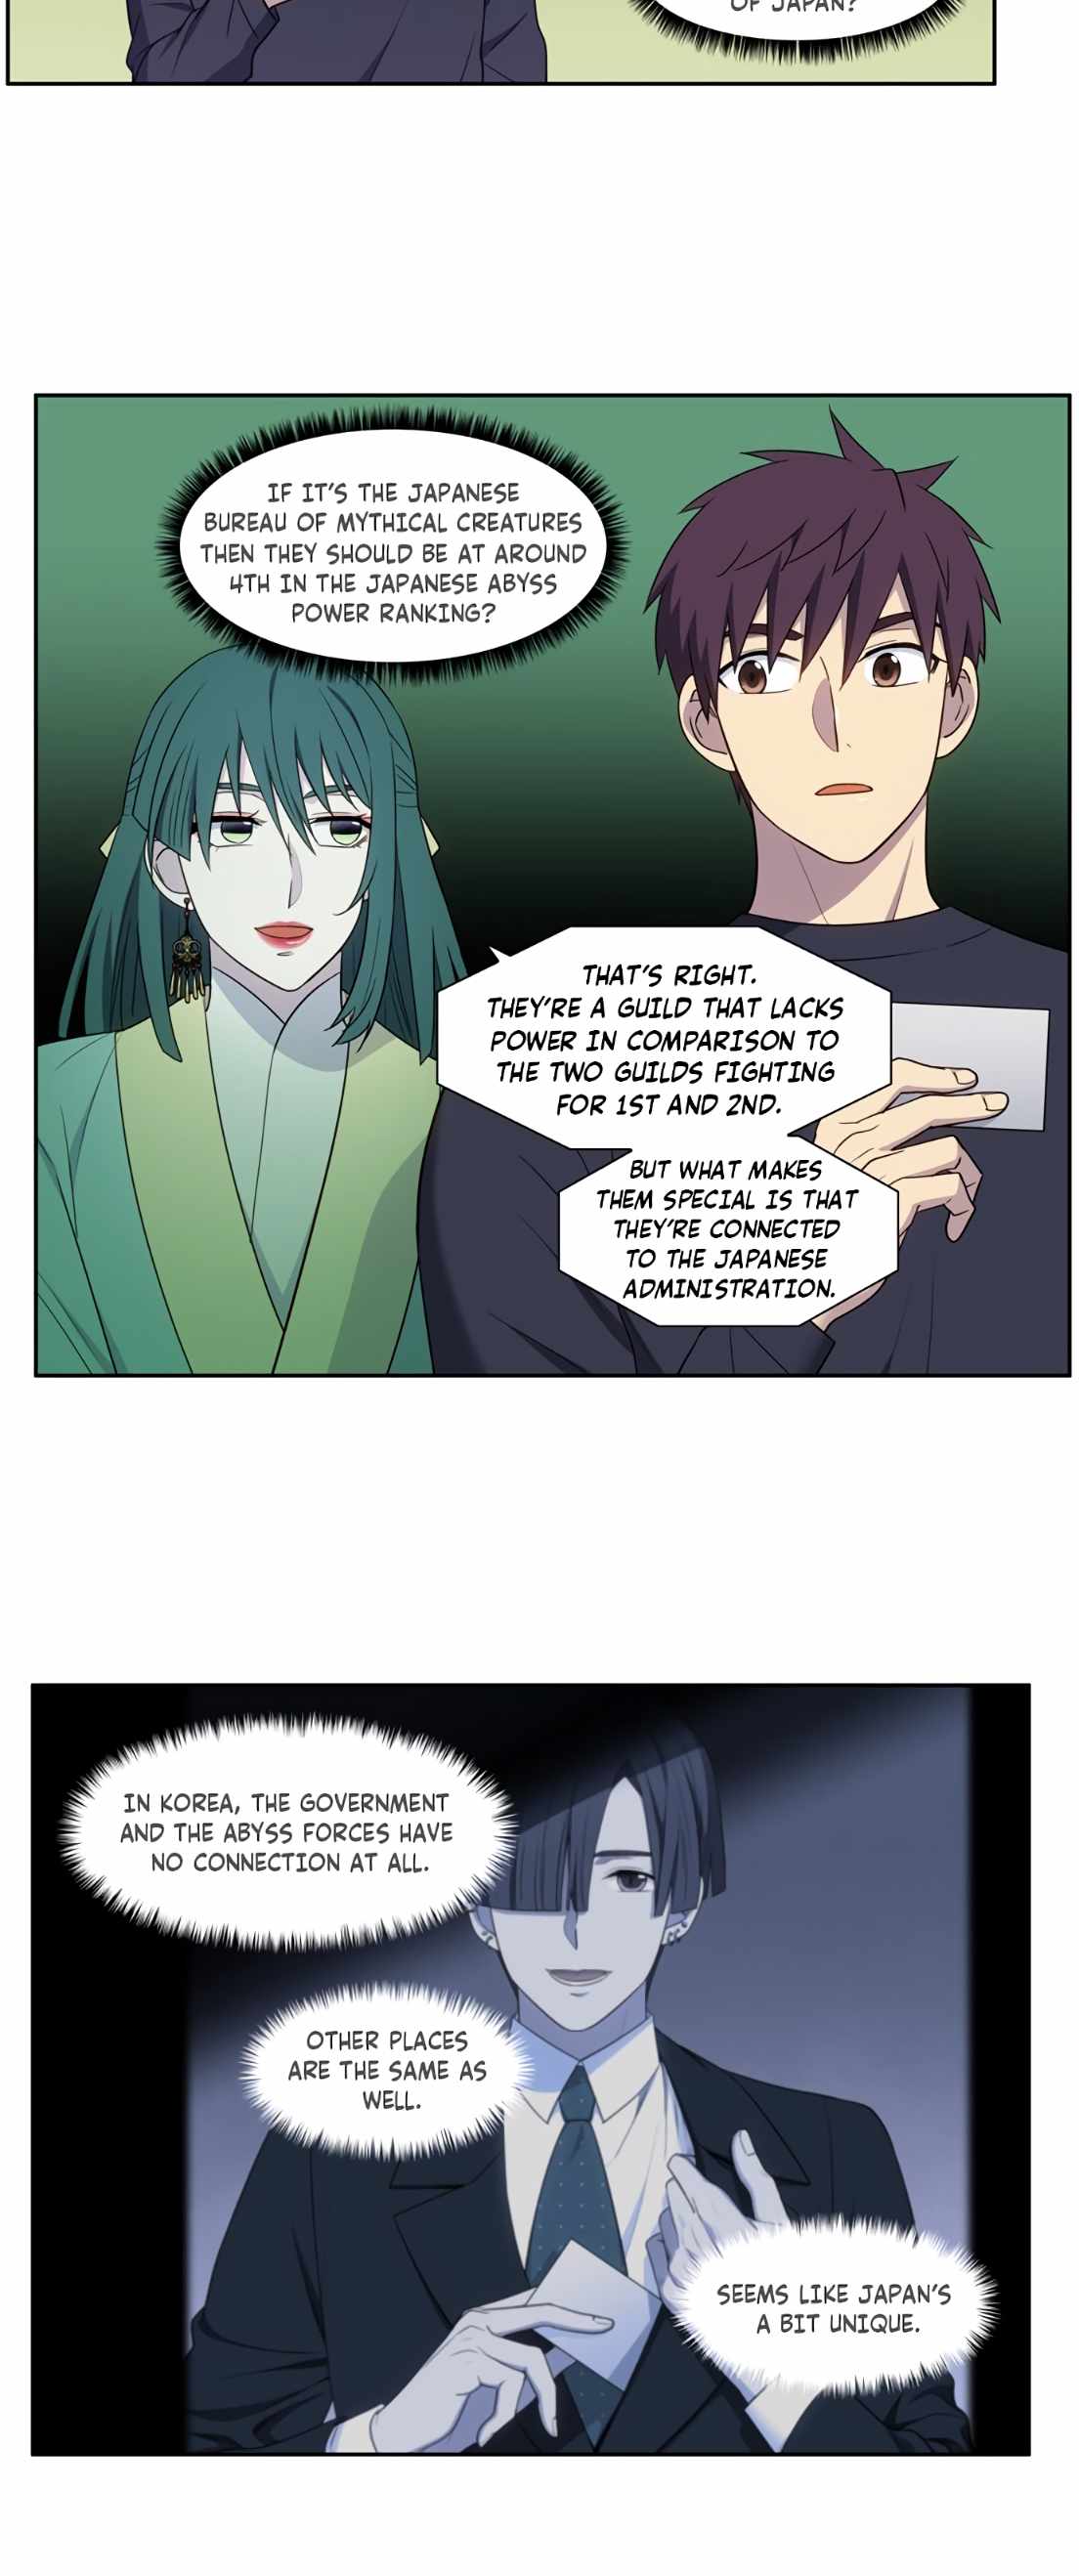 OF JAPAN?
IF IT'S THE JAPANESE
BUREAU OF MYTHICAL CREATURES
THEN THEY SHOULD BE AT AROUND
4TH IN THE JAPANESE ABYSS
POWER RANKING?
THAT'S RIGHT.
THEY'RE A GUILD THAT LACKS
POWER IN COMPARISON TO
THE TWO GUILDS FIGHTING
FOR 1ST AND 2ND.
BUT WHAT MAKES
THEM SPECIAL IS THAT
THEY'RE CONNECTED
TO THE JAPANESE
ADMINISTRATION.
IN KOREA, THE GOVERNMENT
AND THE ABYSS FORCES HAVE
NO CONNECTION AT ALL.
OTHER PLACES
ARE THE SAME AS
WELL.
SEEMS LIKE JAPAN'S
A BIT UNIQUE.